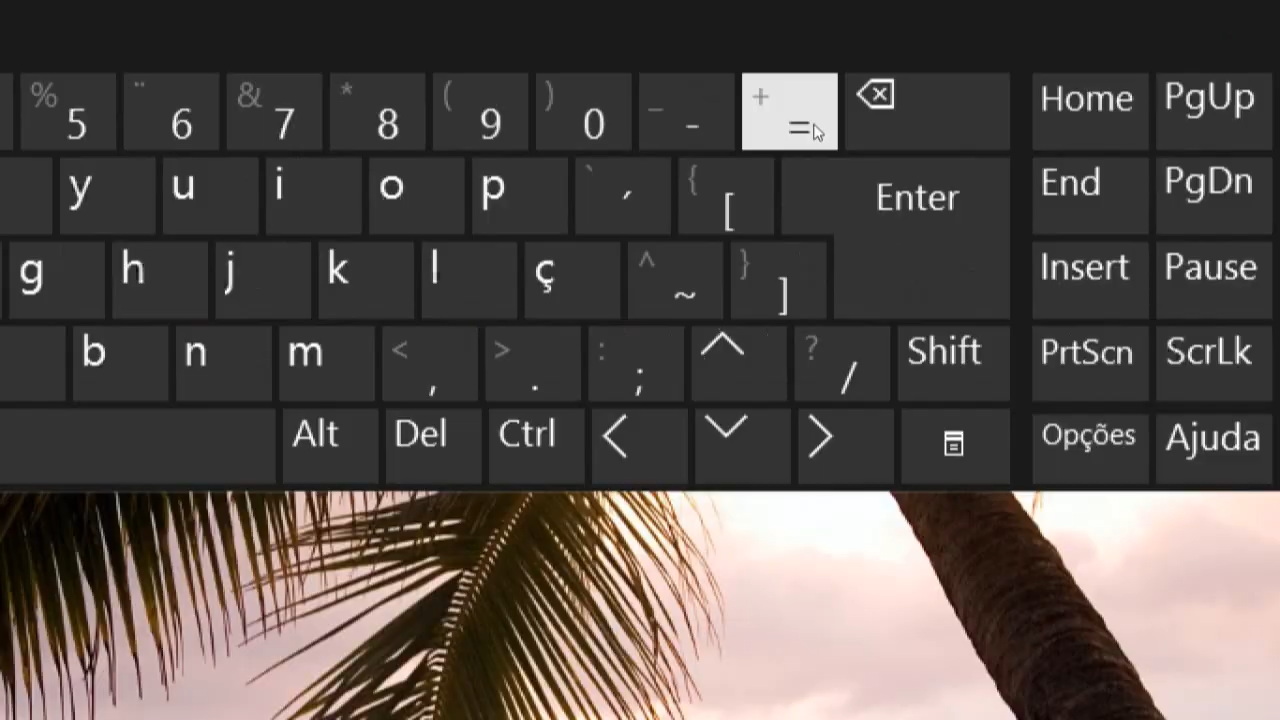 % 5 ¨ 6 & 7 * 8 ( 9 ) 0 _ - + = Home PgUp
y u i o p ` ´ { [ Enter End PgDn
g h j k l ç ^ ~ } ] Insert Pause
b n m < , > . : ; ? / Shift PrtScn ScrLk
Alt Del Ctrl Opções Ajuda